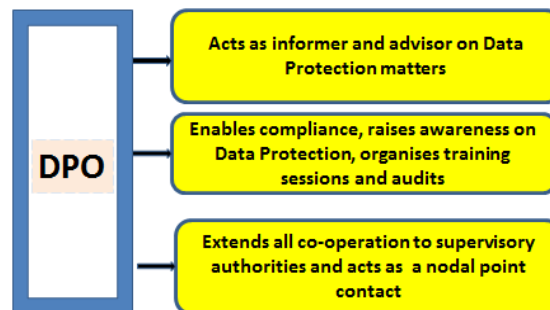 DPO
Acts as informer and advisor on Data
Protection matters
Enables compliance, raises awareness on
Data Protection, organises training
sessions and audits
Extends all co-operation to supervisory
authorities and acts as a nodal point
contact